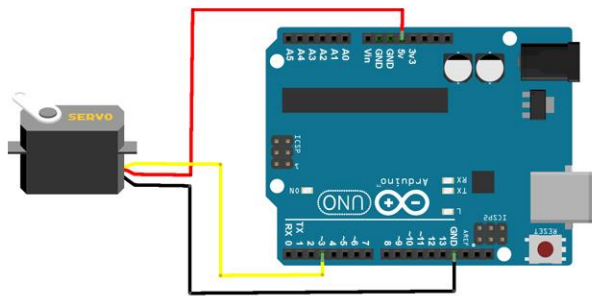 A5
A4
A3
A2
A1
A0
Vin
GND
GND
5v
3v3
SERVO
ICSP
1
RX
TX
ON
Arduino
TM
UNO
L
ICSP2
TX
RX
0
1
2
~3
4
~5
~6
7
8
~9
~10
~11
12
13
GND
AREF
RESET